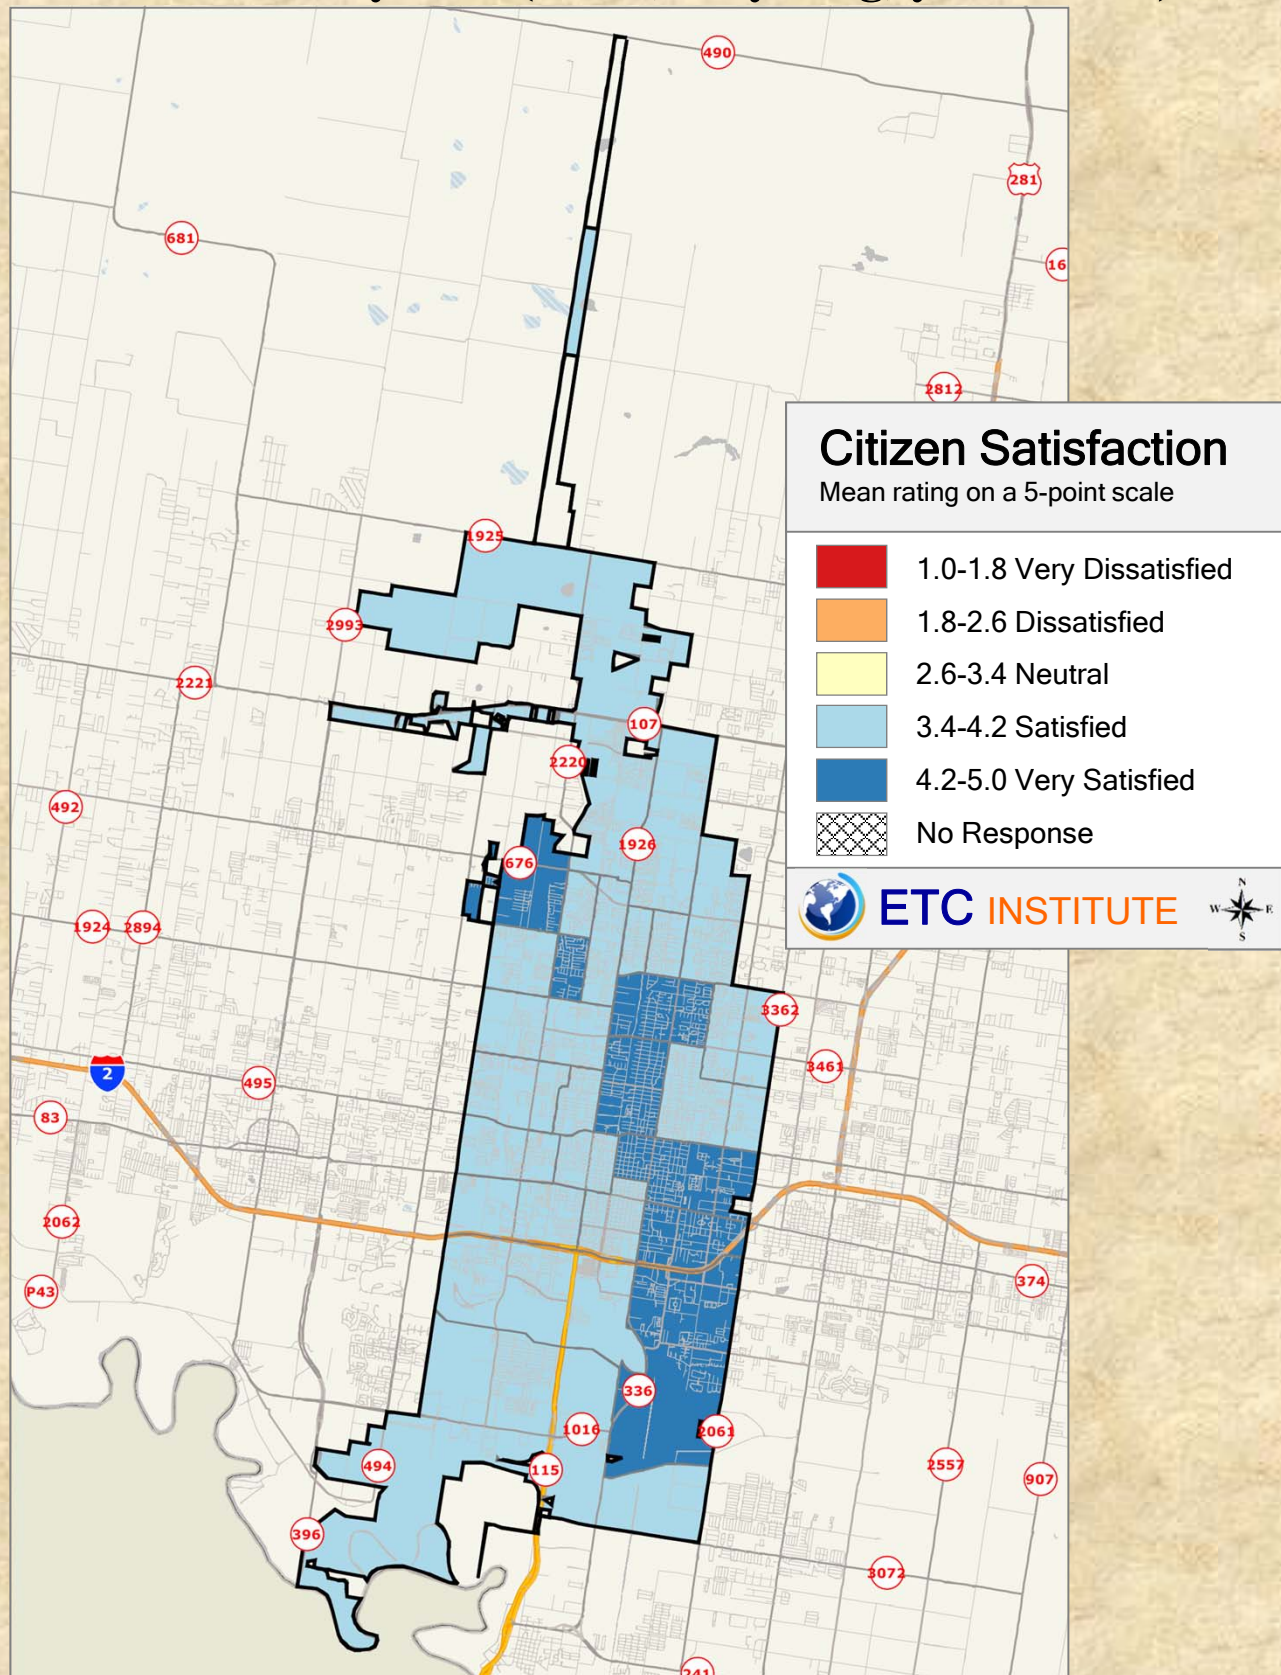 490
281
681
16
2812
Citizen Satisfaction
Mean rating on a 5-point scale
1.0-1.8 Very Dissatisfied
1.8-2.6 Dissatisfied
2.6-3.4 Neutral
3.4-4.2 Satisfied
4.2-5.0 Very Satisfied
No Response
ETC INSTITUTE
N
W E
S
1925
2993
2221
107
2220
492
1926
676
1924
2894
3362
3461
2
495
83
2062
P43
374
336
1016
2061
494
115
2557
907
396
3072
241